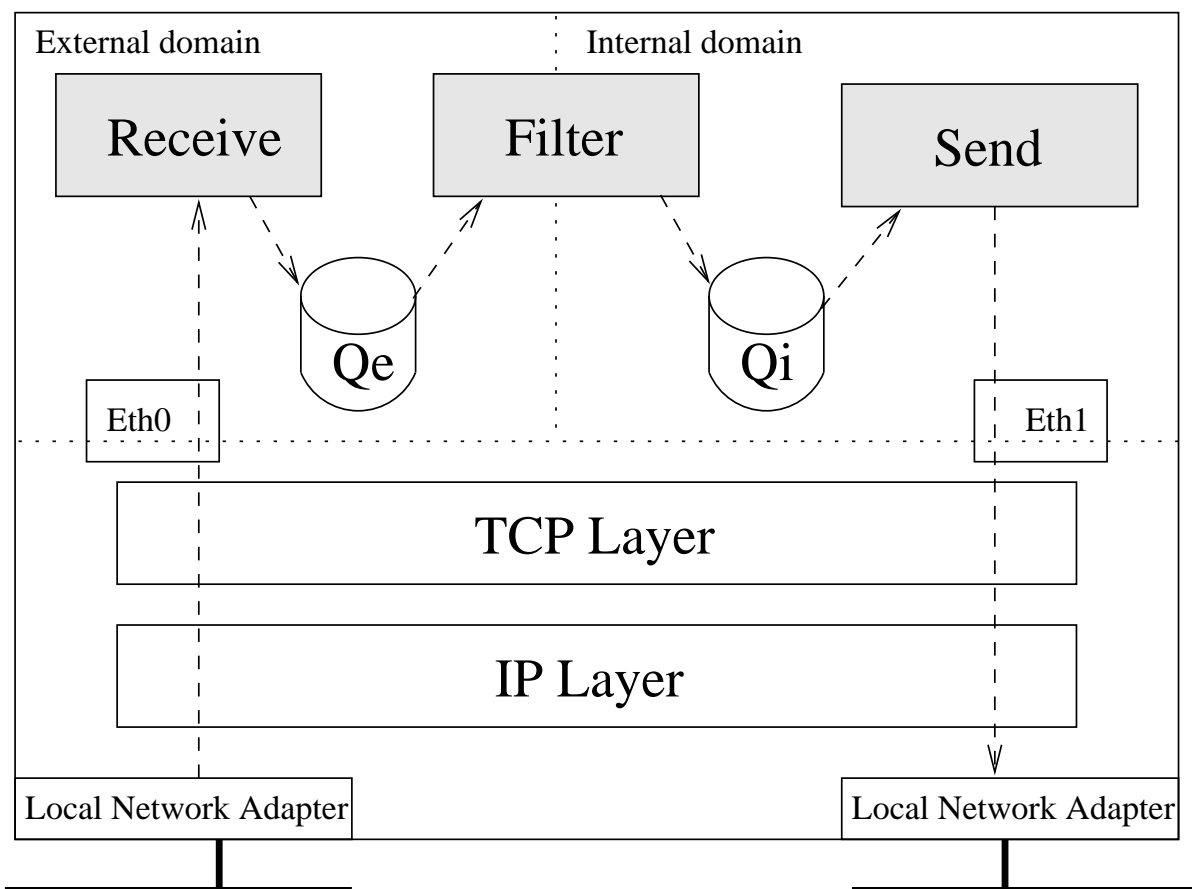 External domain
Internal domain
Receive
Filter
Send
Qe
Qi
Eth0
Eth1
TCP Layer
IP Layer
Local Network Adapter
Local Network Adapter